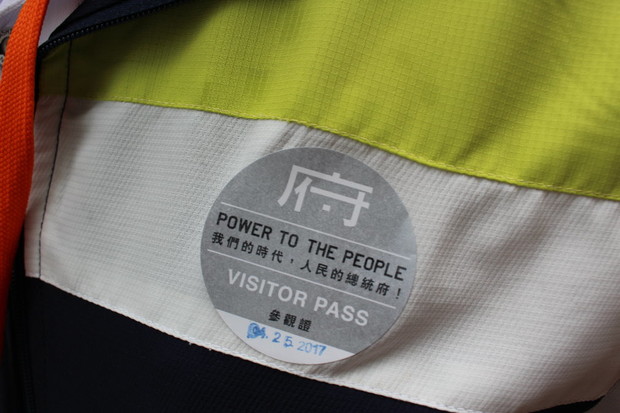 府
POWER TO THE PEOPLE
我們的時代，人民的總統府！
VISITOR PASS
參觀證
04. 25. 2017